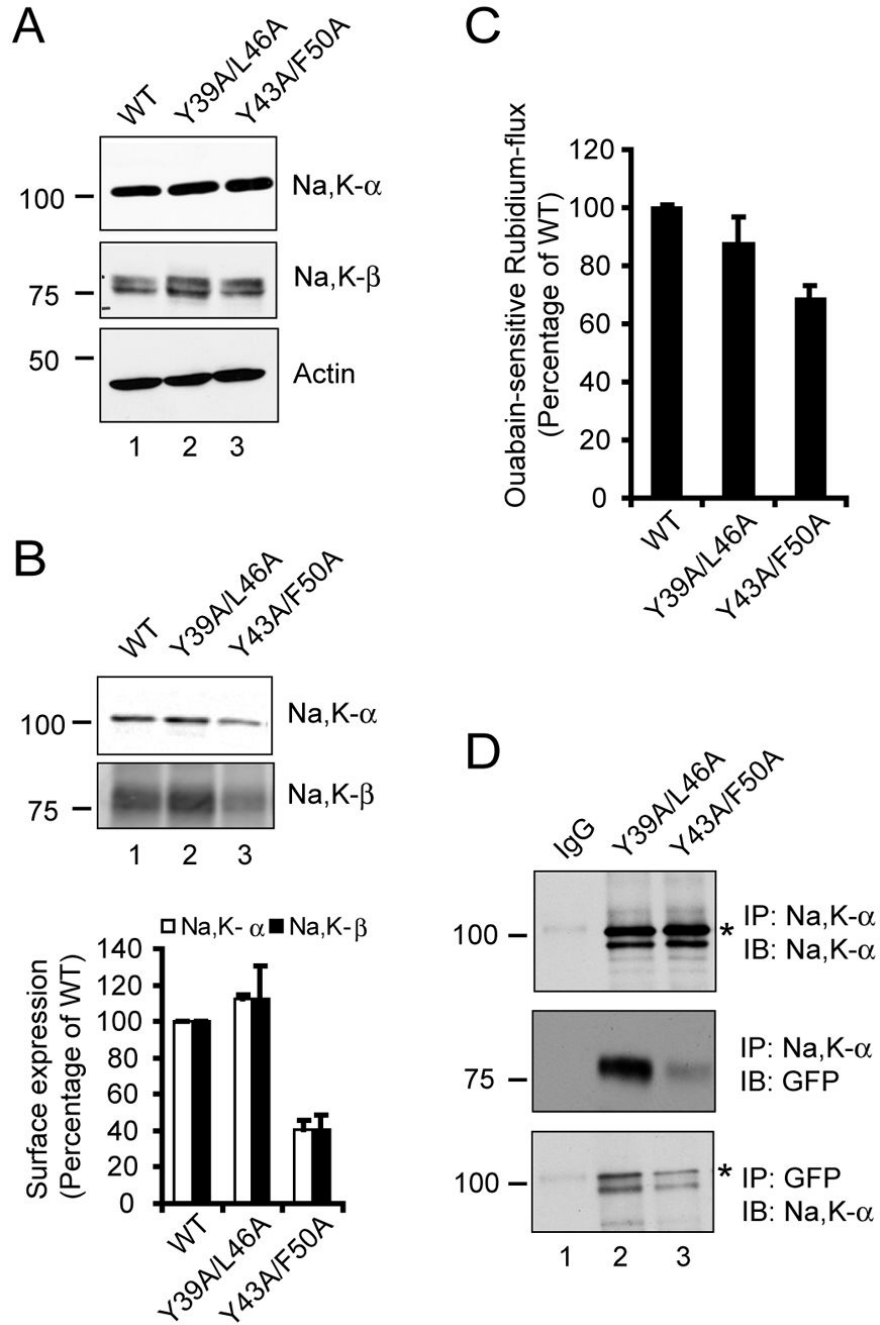 A
WT
Y39A/L46A
Y43A/F50A
100
Na,K-α
75
Na,K-β
50
Actin
1 2 3
B
WT
Y39A/L46A
Y43A/F50A
100
Na,K-α
75
Na,K-β
1 2 3
Na,K- α Na,K-β
Surface expression
(Percentage of WT)
140
120
100
80
60
40
20
0
WT
Y39A/L46A
Y43A/F50A
C
Ouabain-sensitive Rubidium-flux
(Percentage of WT)
120
100
80
60
40
20
0
WT
Y39A/L46A
Y43A/F50A
D
IgG
Y39A/L46A
Y43A/F50A
100
* IP: Na,K-α
IB: Na,K-α
75
IP: Na,K-α
IB: GFP
100
* IP: GFP
IB: Na,K-α
1 2 3